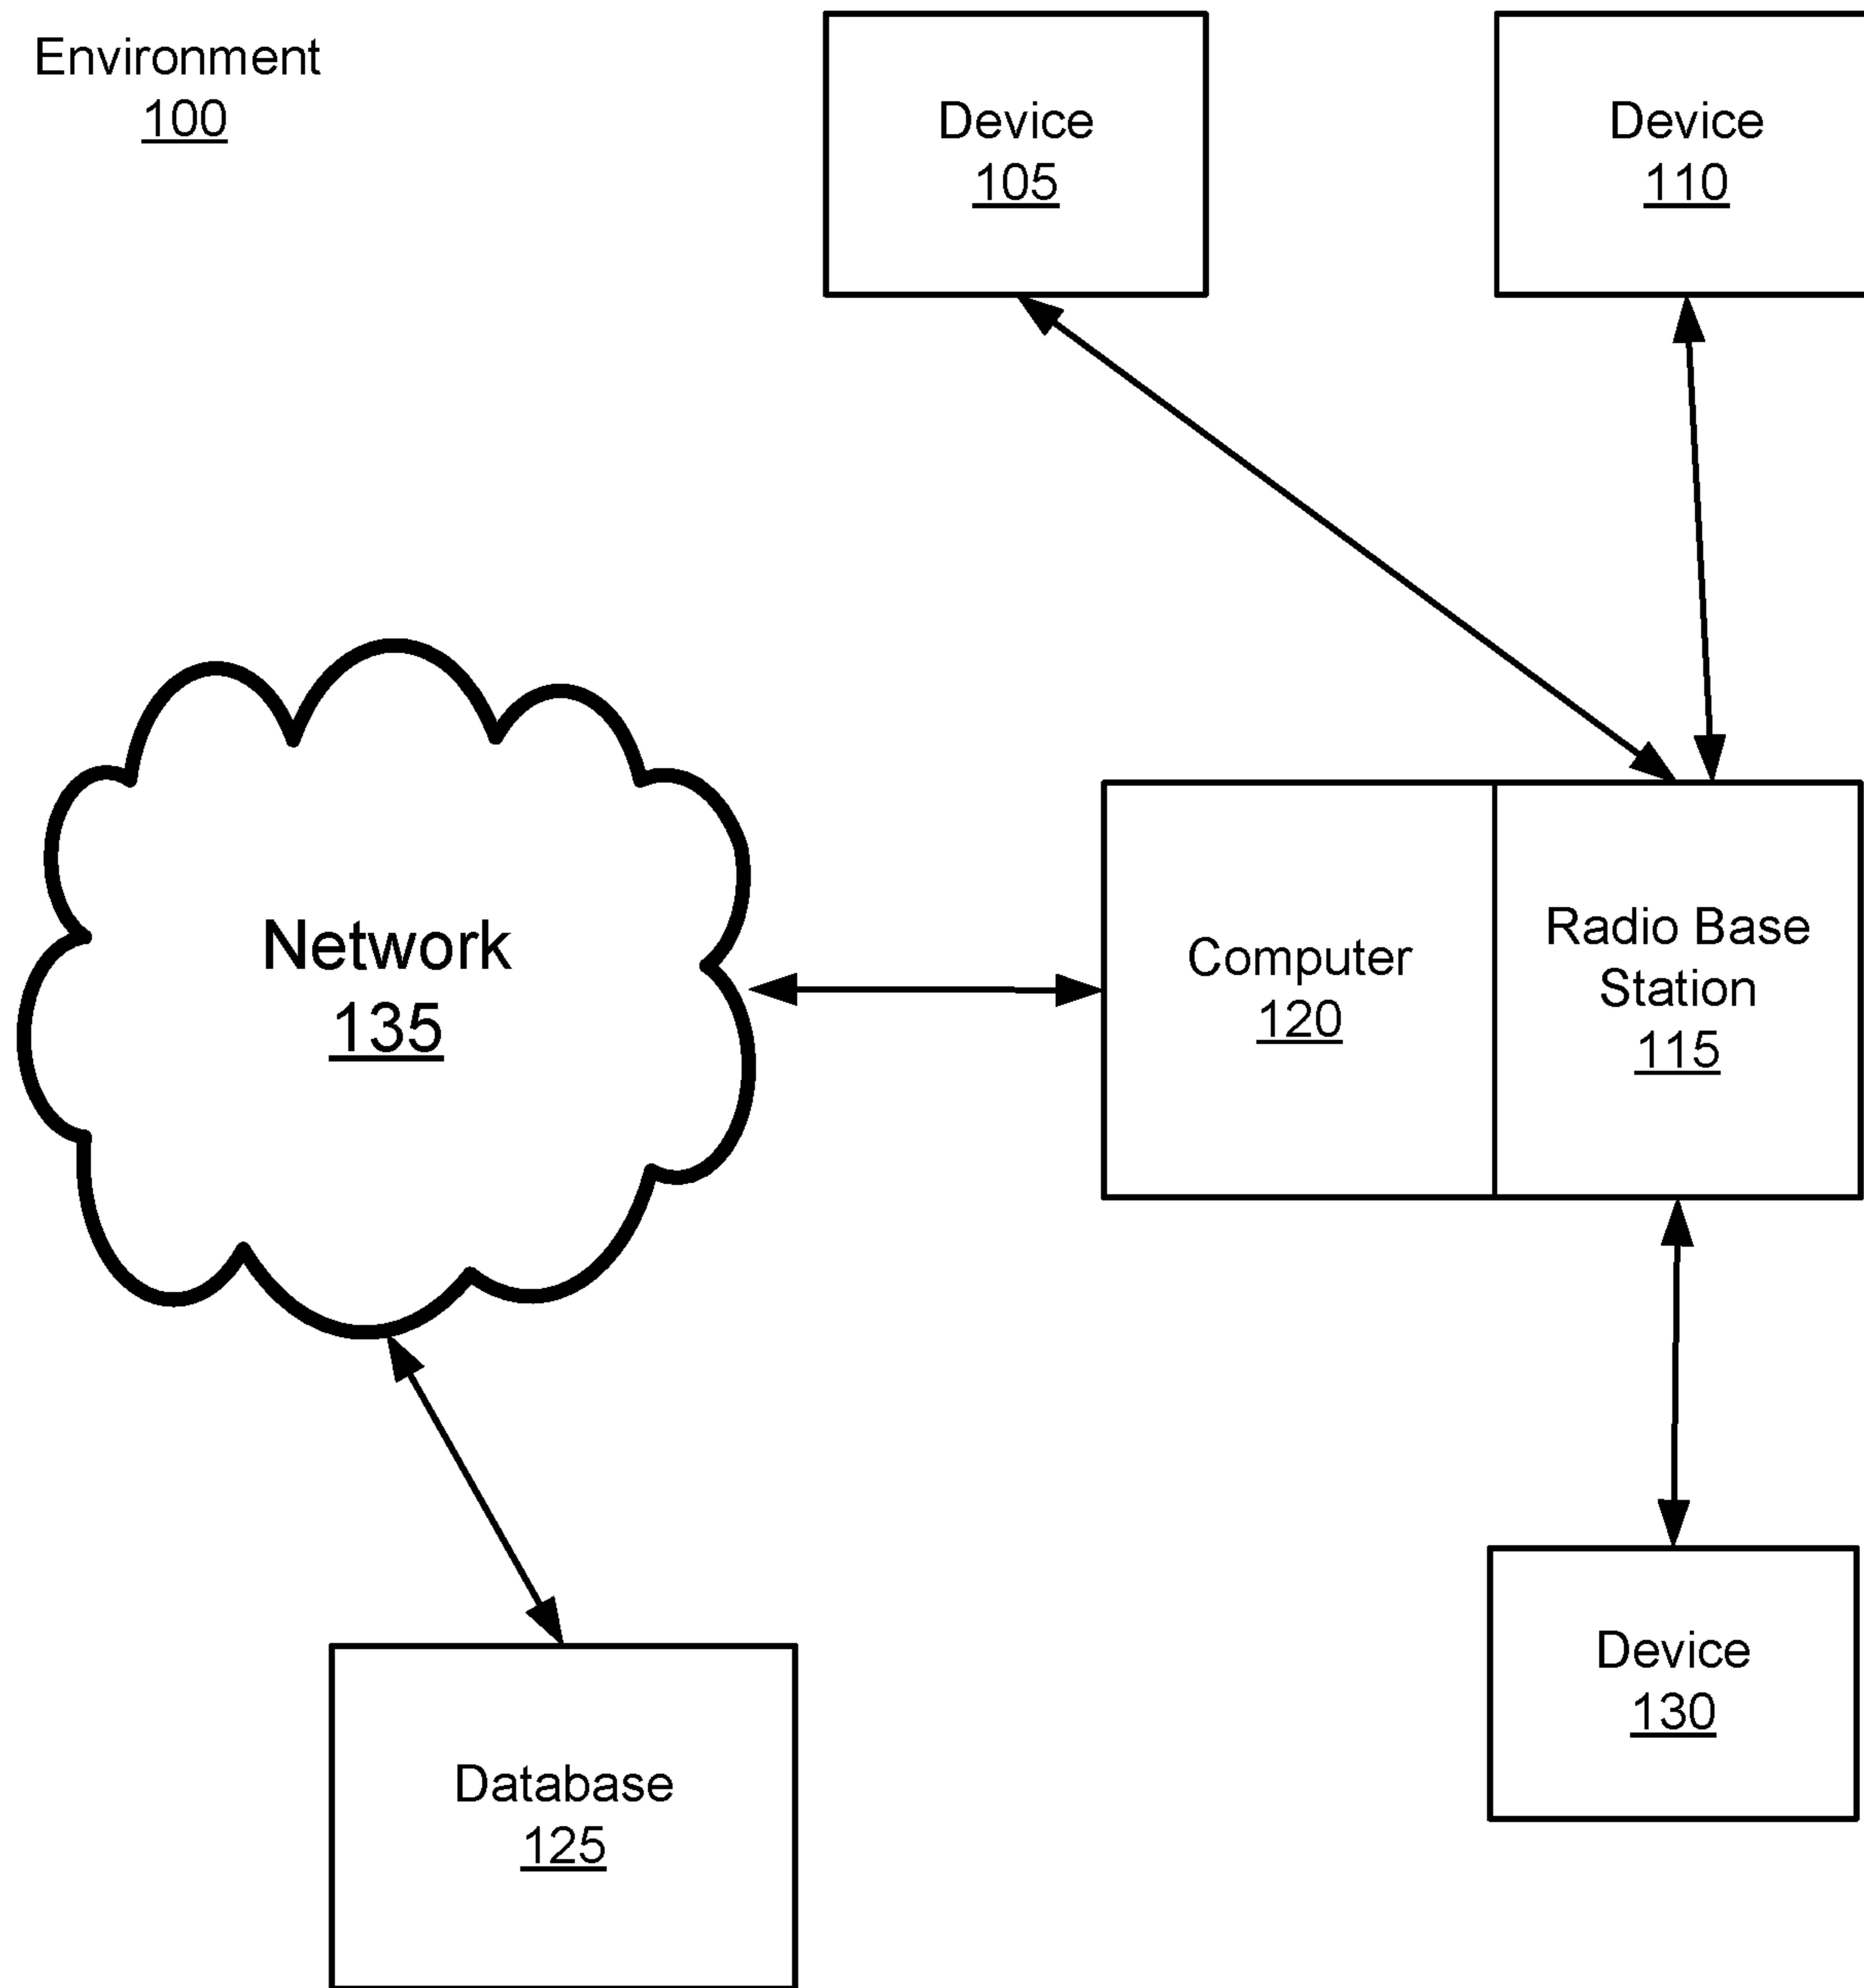 Environment
100
Device
105
Device
110
Network
135
Computer
120
Radio Base
Station
115
Device
130
Database
125